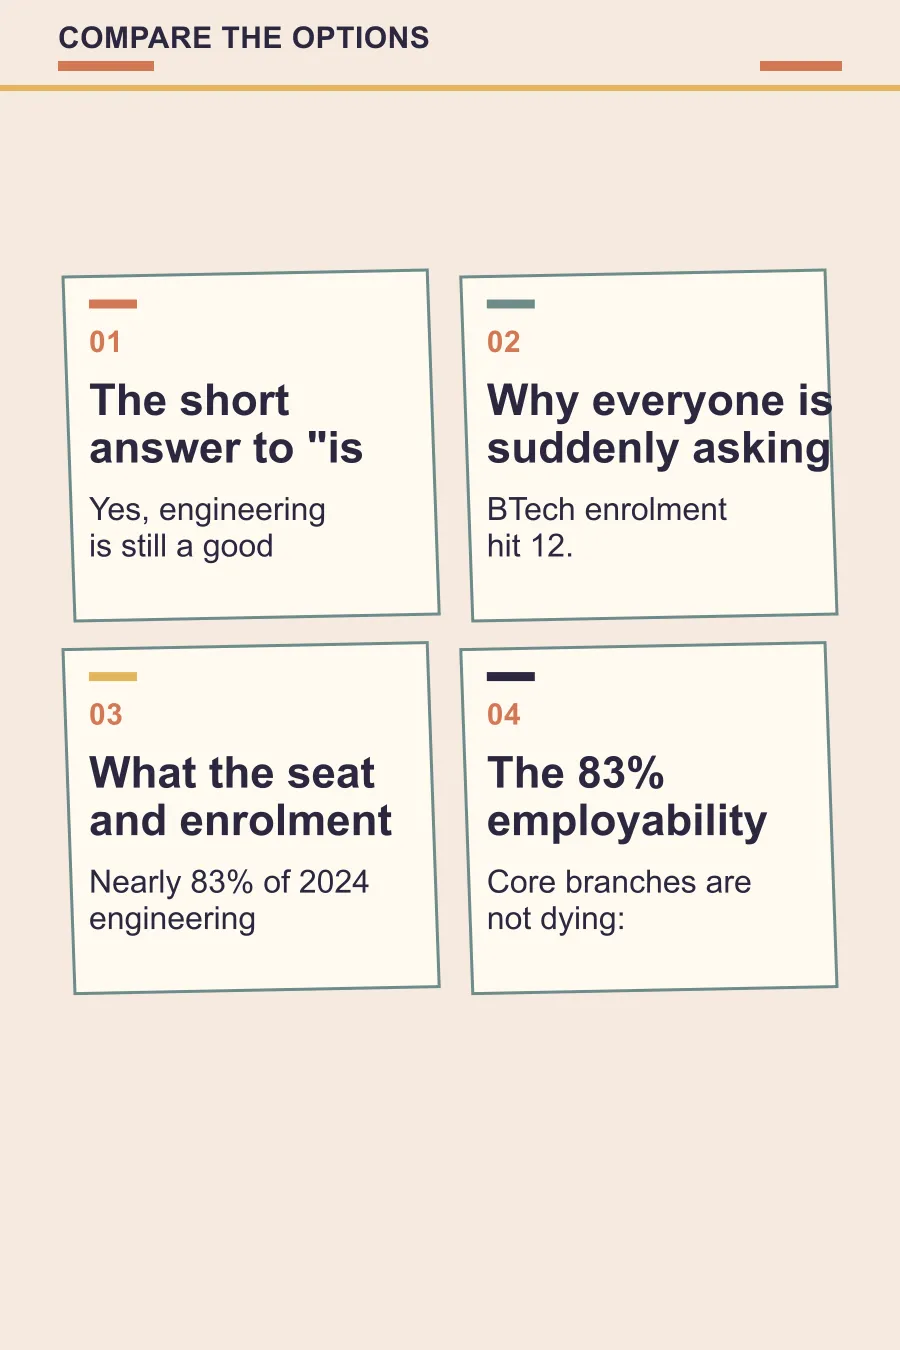 COMPARE THE OPTIONS
01
The short
answer to "is
Yes, engineering
is still a good
02
Why everyone is
suddenly asking
BTech enrolment
hit 12.
03
What the seat
and enrolment
Nearly 83% of 2024
engineering
04
The 83%
employability
Core branches are
not dying: